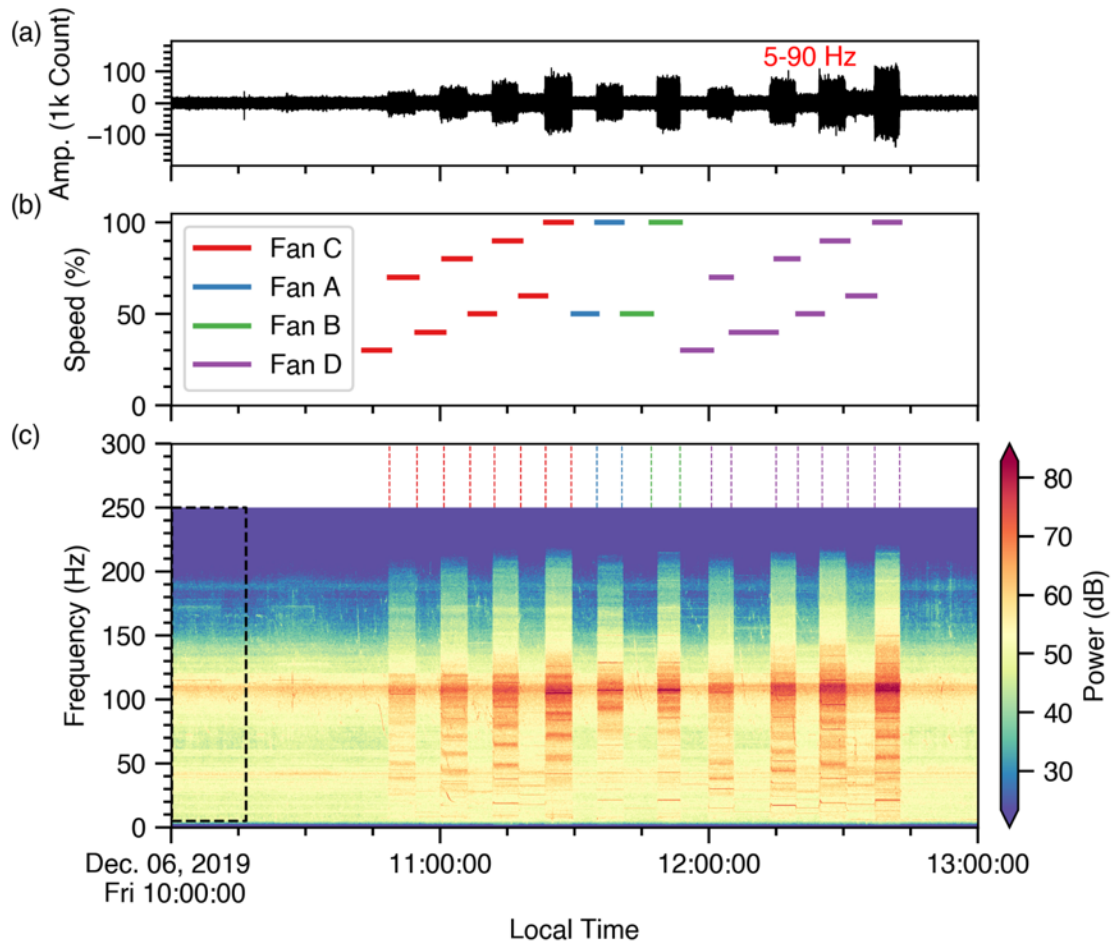 (a)
Amp. (1k Count)
100
0
−100
5-90 Hz
(b)
Speed (%)
100
50
0
Fan C
Fan A
Fan B
Fan D
(c)
Frequency (Hz)
300
250
200
150
100
50
0
80
70
60
50
40
30
Power (dB)
Dec. 06, 2019
Fri 10:00:00
11:00:00
12:00:00
13:00:00
Local Time